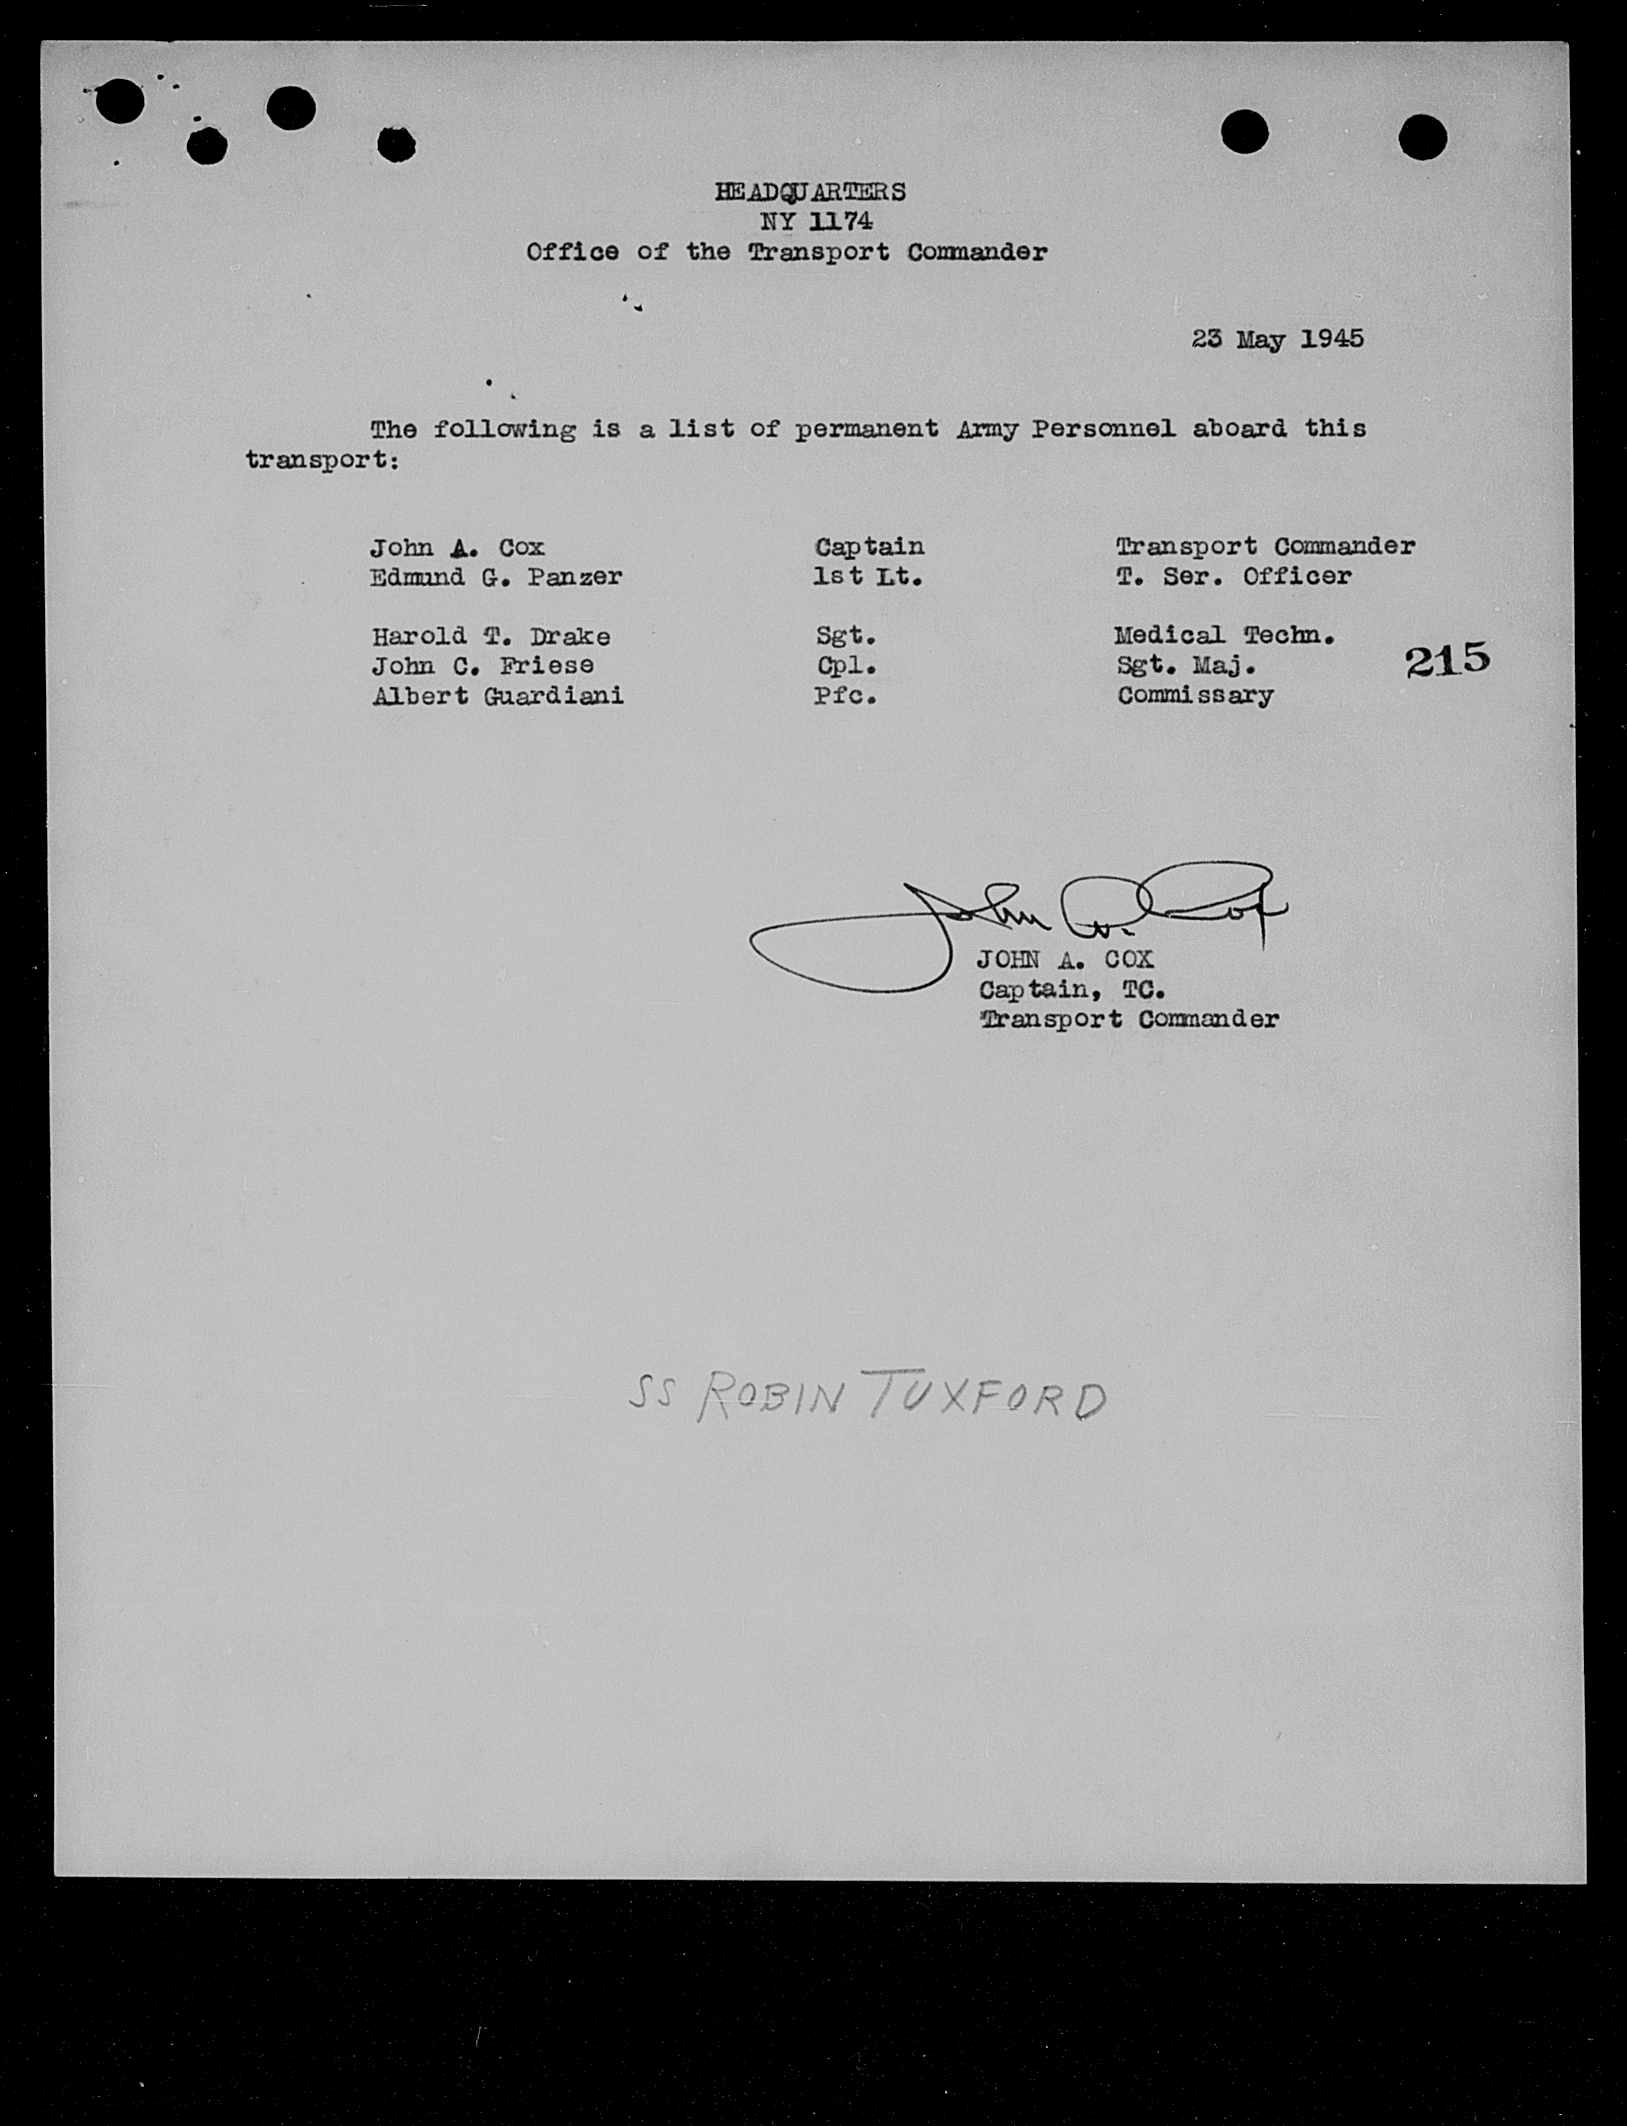 HEADQUARTERS
NY 1174
Office of the Transport Commander
23 May 1945
The following is a list of permanent Army Personnel aboard this
transport:
John A. Cox Captain Transport Commander
Edmund G. Panzer 1st Lt. T. Ser. Officer
Harold T. Drake Sgt. Medical Techn.
John C. Friese Cpl. Sgt. Maj. 215
Albert Guardiani Pfc. Commissary
John A. Cox
JOHN A. COX
Captain, TC.
Transport Commander
SS ROBIN TUXFORD